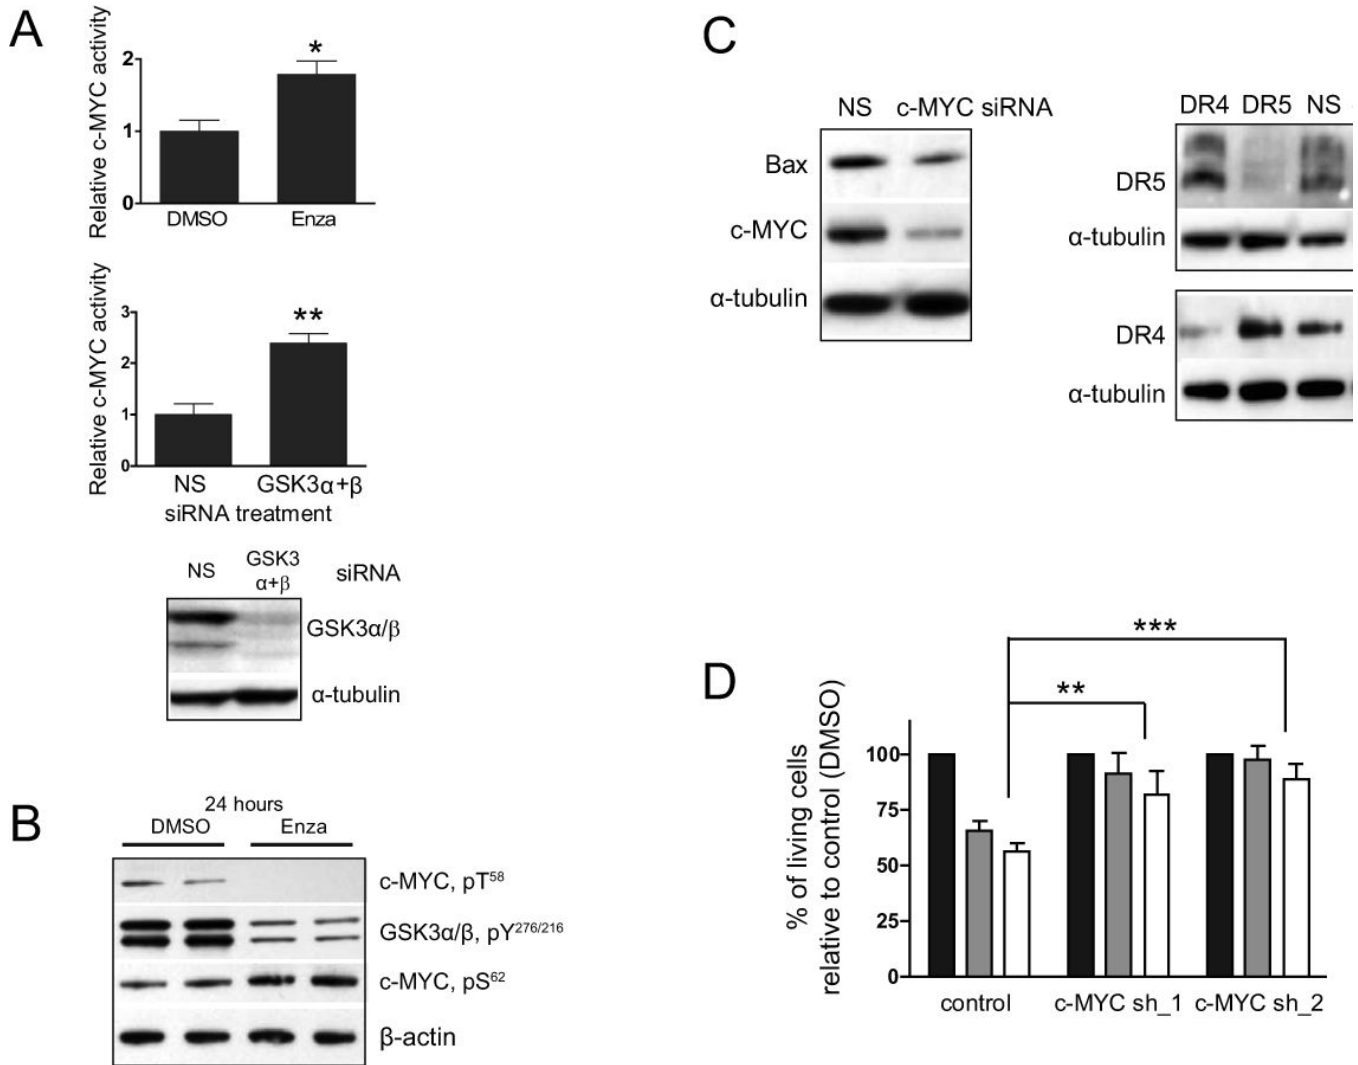 A
Relative c-MYC activity
2
1
0
*
DMSO Enza
Relative c-MYC activity
3
2
1
0
**
NS GSK3α+β
siRNA treatment
NS GSK3 α+β siRNA
GSK3α/β
α-tubulin
B
24 hours
DMSO Enza
c-MYC, pT58
GSK3α/β, pY276/216
c-MYC, pS62
β-actin
C
NS c-MYC siRNA
Bax
c-MYC
α-tubulin
DR4 DR5 NS
DR5
α-tubulin
DR4
α-tubulin
D
% of living cells
relative to control (DMSO)
100
75
50
25
0
**
***
control c-MYC sh_1 c-MYC sh_2